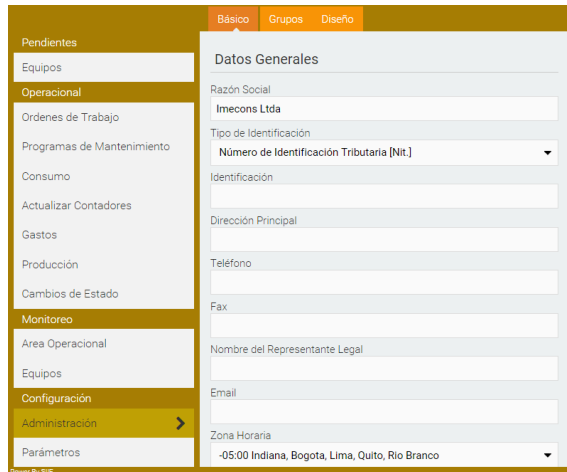 Básico Grupos Diseño
Pendientes
Equipos
Operacional
Ordenes de Trabajo
Programas de Mantenimiento
Consumo
Actualizar Contadores
Gastos
Producción
Cambios de Estado
Monitoreo
Area Operacional
Equipos
Configuración
Administración
Parámetros
Datos Generales
Razón Social
Imecons Ltda
Tipo de Identificación
Número de Identificación Tributaria [Nit.]
Identificación
Dirección Principal
Teléfono
Fax
Nombre del Representante Legal
Email
Zona Horaria
-05:00 Indiana, Bogota, Lima, Quito, Rio Branco